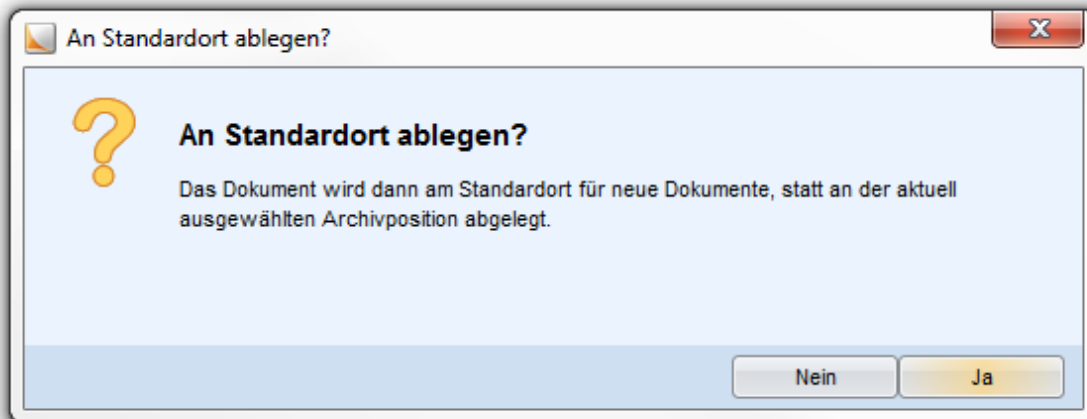 An Standardort ablegen?
An Standardort ablegen?
Das Dokument wird dann am Standardort für neue Dokumente, statt an der aktuell
ausgewählten Archivposition abgelegt.
Nein Ja